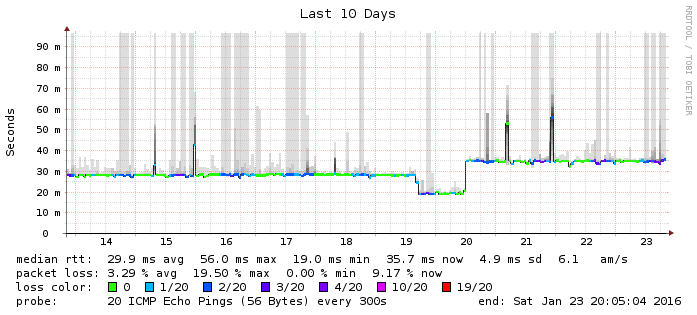 Last 10 Days
RRDTOOL / TOBI OETIKER
Seconds
90 m
80 m
70 m
60 m
50 m
40 m
30 m
20 m
10 m
0
14 15 16 17 18 19 20 21 22 23
median rtt: 29.9 ms avg 56.0 ms max 19.0 ms min 35.7 ms now 4.9 ms sd 6.1 am/s
packet loss: 3.29 % avg 19.50 % max 0.00 % min 9.17 % now
loss color: 0 1/20 2/20 3/20 4/20 10/20 19/20
probe: 20 ICMP Echo Pings (56 Bytes) every 300s end: Sat Jan 23 20:05:04 2016